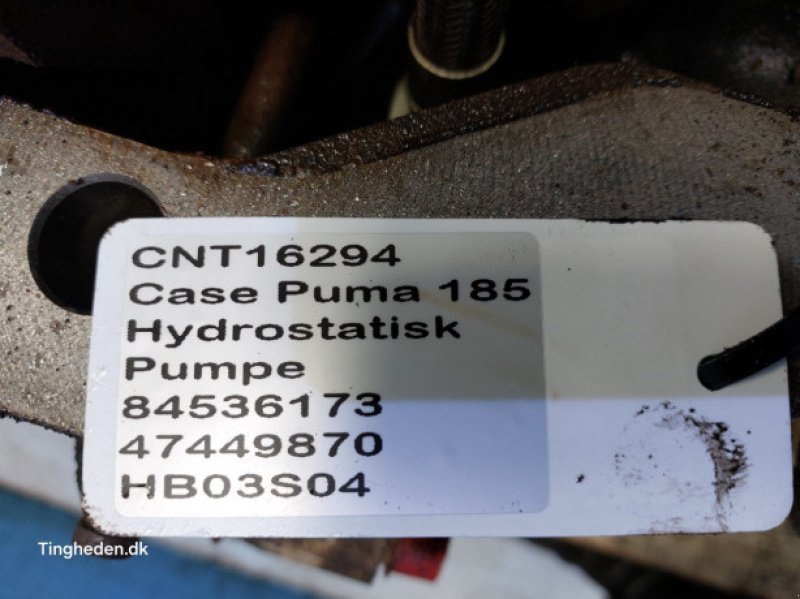 CNT16294
Case Puma 185
Hydrostatisk
Pumpe
84536173
47449870
HB03S04
Tingheden.dk